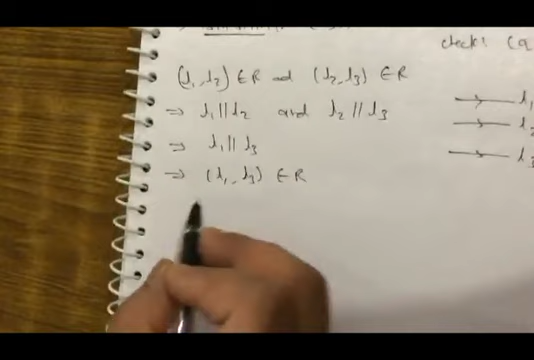 check: (a
(l₁, l₂) ∈ R and (l₂, l₃) ∈ R
⇒ l₁ || l₂ and l₂ || l₃
⇒ l₁ || l₃
⇒ (l₁, l₃) ∈ R
l₁
l₂
l₃